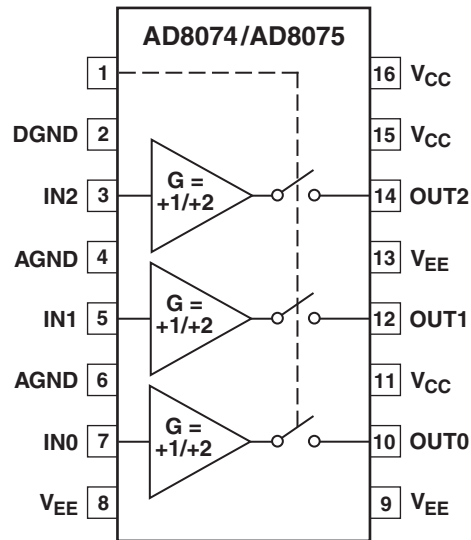 AD8074/AD8075
1
16 VCC
DGND 2
15 VCC
IN2 3
G =
+1/+2
14 OUT2
AGND 4
13 VEE
IN1 5
G =
+1/+2
12 OUT1
AGND 6
11 VCC
IN0 7
G =
+1/+2
10 OUT0
VEE 8
9 VEE